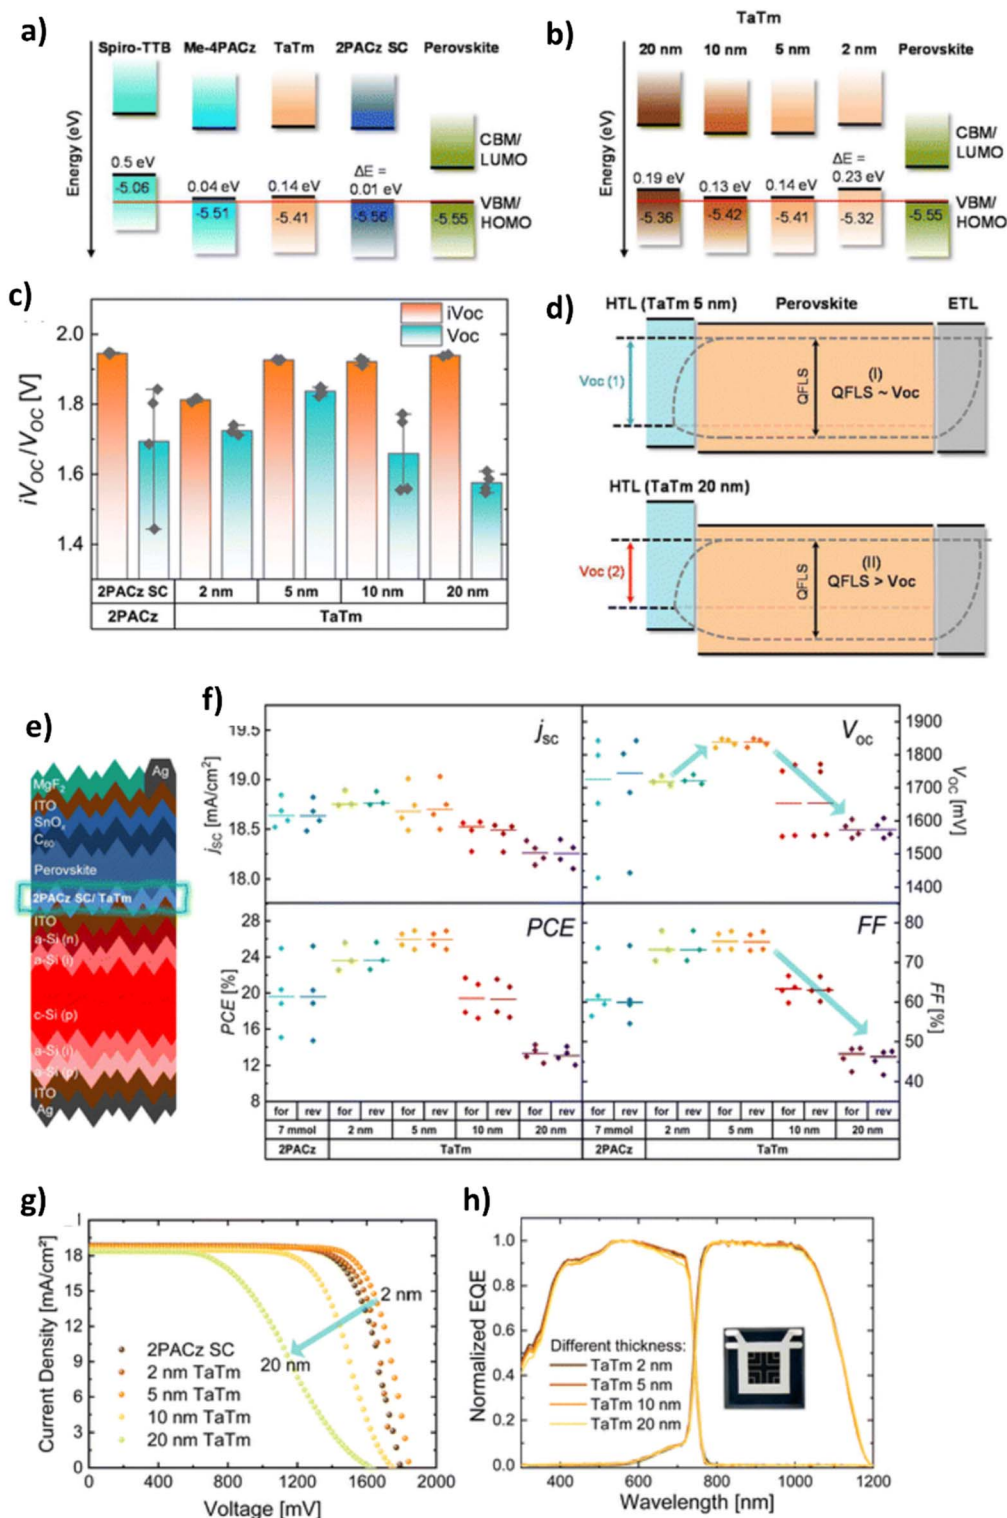 a)
Spiro-TTB Me-4PACz TaTm 2PACz SC Perovskite
Energy (eV)
CBM/
LUMO
0.5 eV
ΔE =
0.04 eV 0.14 eV 0.01 eV
VBM/
HOMO
-5.06 -5.51 -5.41 -5.56 -5.55
b)
TaTm
20 nm 10 nm 5 nm 2 nm Perovskite
Energy (eV)
CBM/
LUMO
ΔE =
0.19 eV 0.13 eV 0.14 eV 0.23 eV
VBM/
HOMO
-5.36 -5.42 -5.41 -5.32 -5.55
c)
iVoc
Voc
iVOC/VOC [V]
2.0
1.8
1.6
1.4
2PACz SC 2 nm 5 nm 10 nm 20 nm
2PACz TaTm
d)
HTL (TaTm 5 nm) Perovskite ETL
Voc (1)
QFLS
(I)
QFLS ~ Voc
HTL (TaTm 20 nm)
Voc (2)
QFLS
(II)
QFLS > Voc
e)
Ag
MgF2
ITO
SnOx
C60
Perovskite
2PACz SC/ TaTm
ITO
a-Si (n)
a-Si (i)
c-Si (p)
a-Si (i)
a-Si (p)
ITO
Ag
f)
jSC
jSC [mA/cm²]
19.5
19.0
18.5
18.0
VOC
VOC [mV]
1900
1800
1700
1600
1500
1400
PCE
PCE [%]
28
24
20
16
12
8
FF
FF [%]
80
70
60
50
40
for rev for rev for rev for rev for rev for rev for rev for rev for rev for rev
7 mmol 2 nm 5 nm 10 nm 20 nm 7 mmol 2 nm 5 nm 10 nm 20 nm
2PACz TaTm 2PACz TaTm
g)
Current Density [mA/cm²]
18
15
12
9
6
3
0
2 nm
20 nm
2PACz SC
2 nm TaTm
5 nm TaTm
10 nm TaTm
20 nm TaTm
0 400 800 1200 1600 2000
Voltage [mV]
h)
Normalized EQE
1.0
0.8
0.6
0.4
0.2
0.0
Different thickness:
TaTm 2 nm
TaTm 5 nm
TaTm 10 nm
TaTm 20 nm
400 600 800 1000 1200
Wavelength [nm]